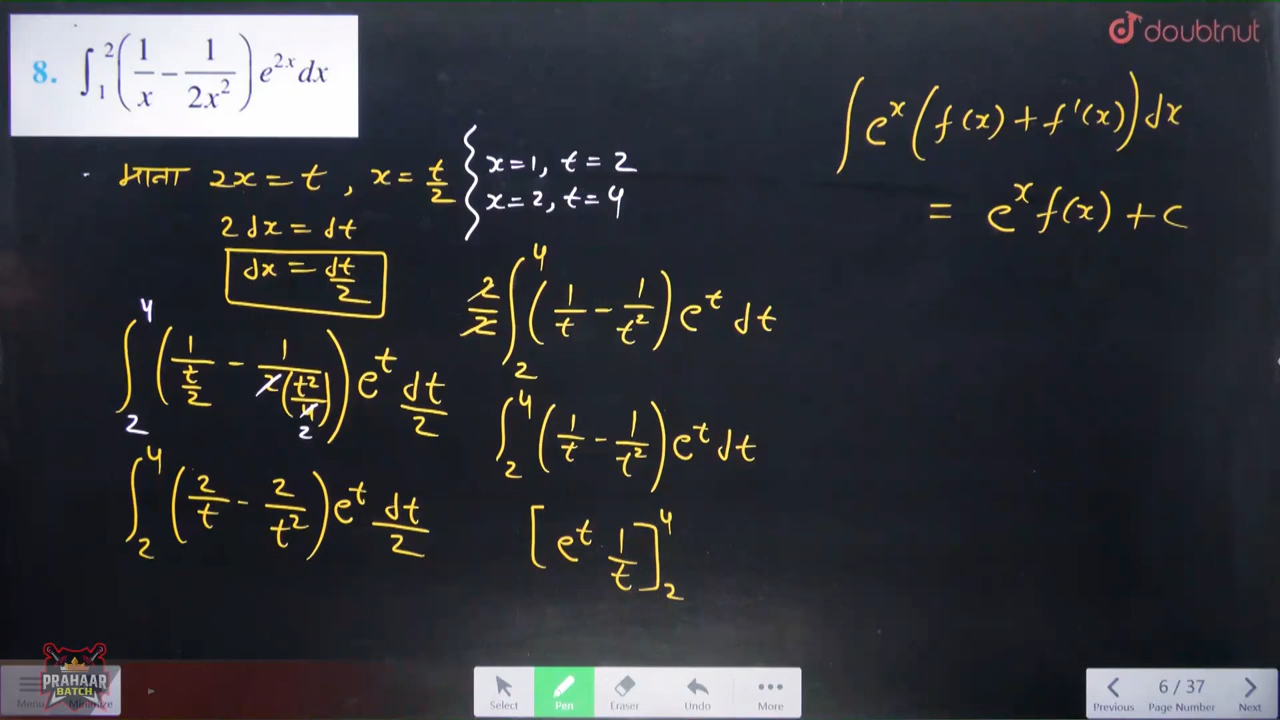 8. ∫₁² (1/x − 1/2x²) e^{2x} dx
doubtnut
माना 2x = t, x = t/2 { x=1, t=2
x=2, t=4
2dx = dt
dx = dt/2
∫₂⁴ (1/(t/2) − 1/(2(t²/4) 2)) e^t dt/2
∫₂⁴ (2/t − 2/t²) e^t dt/2
2/2 ∫₂⁴ (1/t − 1/t²) e^t dt
∫₂⁴ (1/t − 1/t²) e^t dt
[e^t 1/t]₂⁴
∫ e^x (f(x) + f'(x)) dx
= e^x f(x) + c
PRAHAAR
BATCH
Menu
Minimize
Select
Pen
Eraser
Undo
More
Previous
6 / 37
Page Number
Next